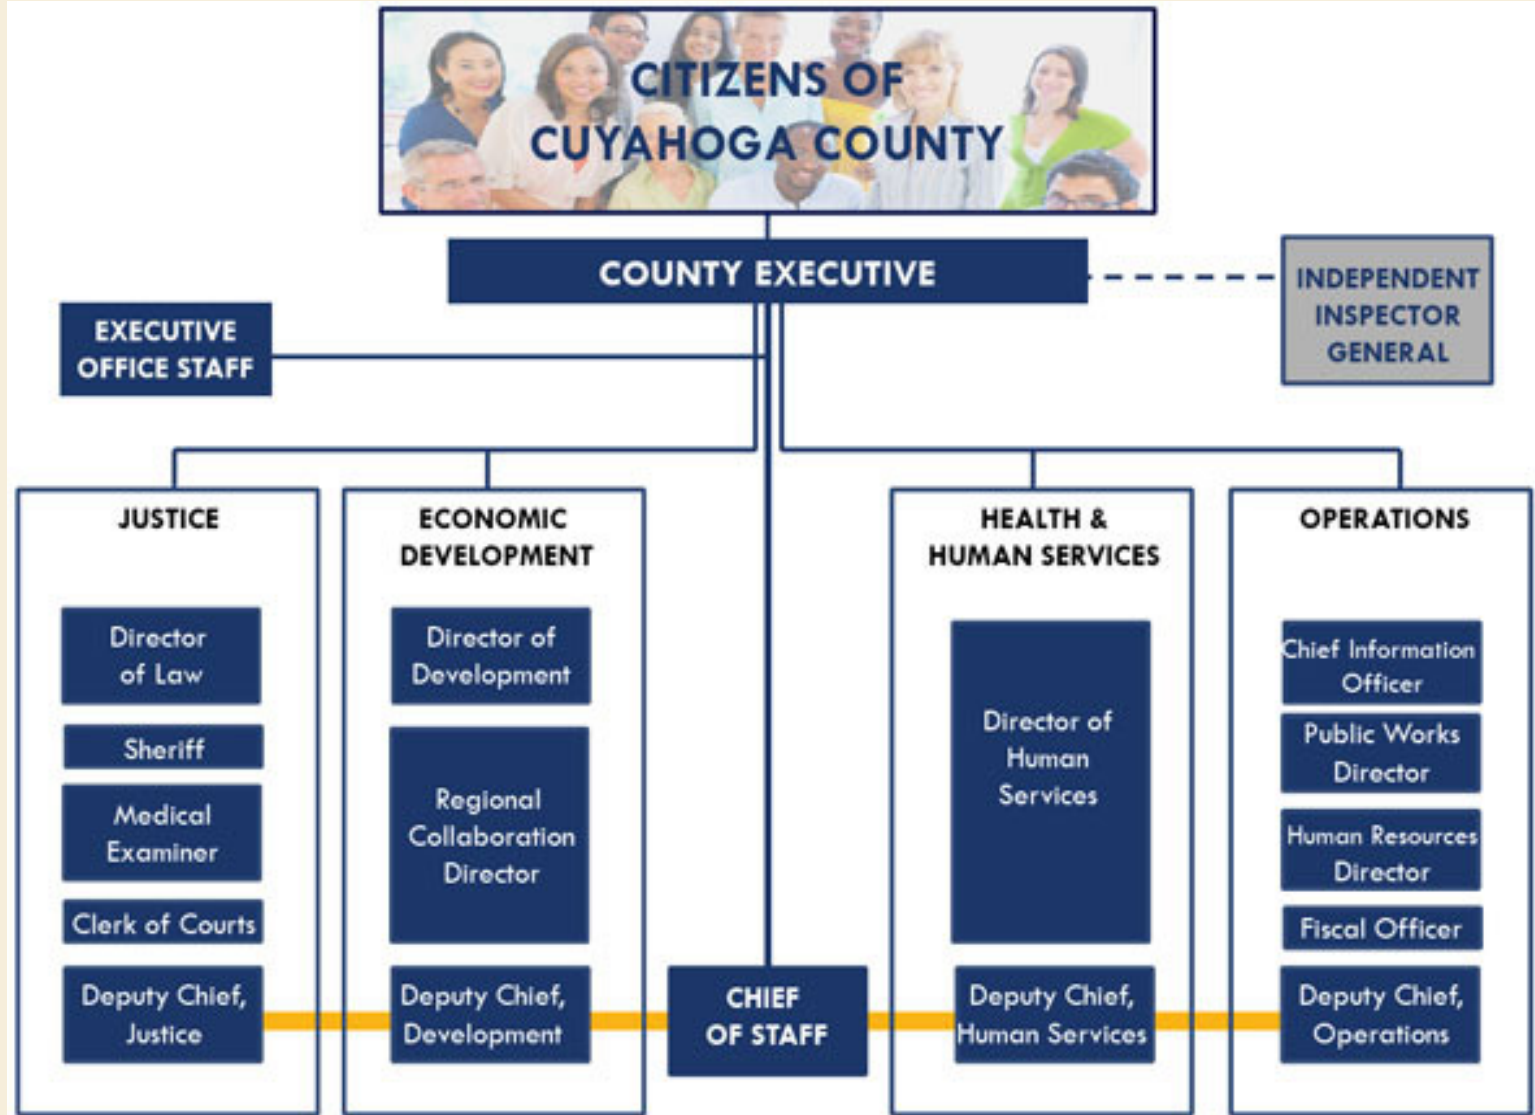 CITIZENS OF
CUYAHOGA COUNTY
COUNTY EXECUTIVE
INDEPENDENT
INSPECTOR
GENERAL
EXECUTIVE
OFFICE STAFF
JUSTICE
Director
of Law
Sheriff
Medical
Examiner
Clerk of Courts
Deputy Chief,
Justice
ECONOMIC
DEVELOPMENT
Director of
Development
Regional
Collaboration
Director
Deputy Chief,
Development
CHIEF
OF STAFF
HEALTH &
HUMAN SERVICES
Director of
Human
Services
Deputy Chief,
Human Services
OPERATIONS
Chief Information
Officer
Public Works
Director
Human Resources
Director
Fiscal Officer
Deputy Chief,
Operations